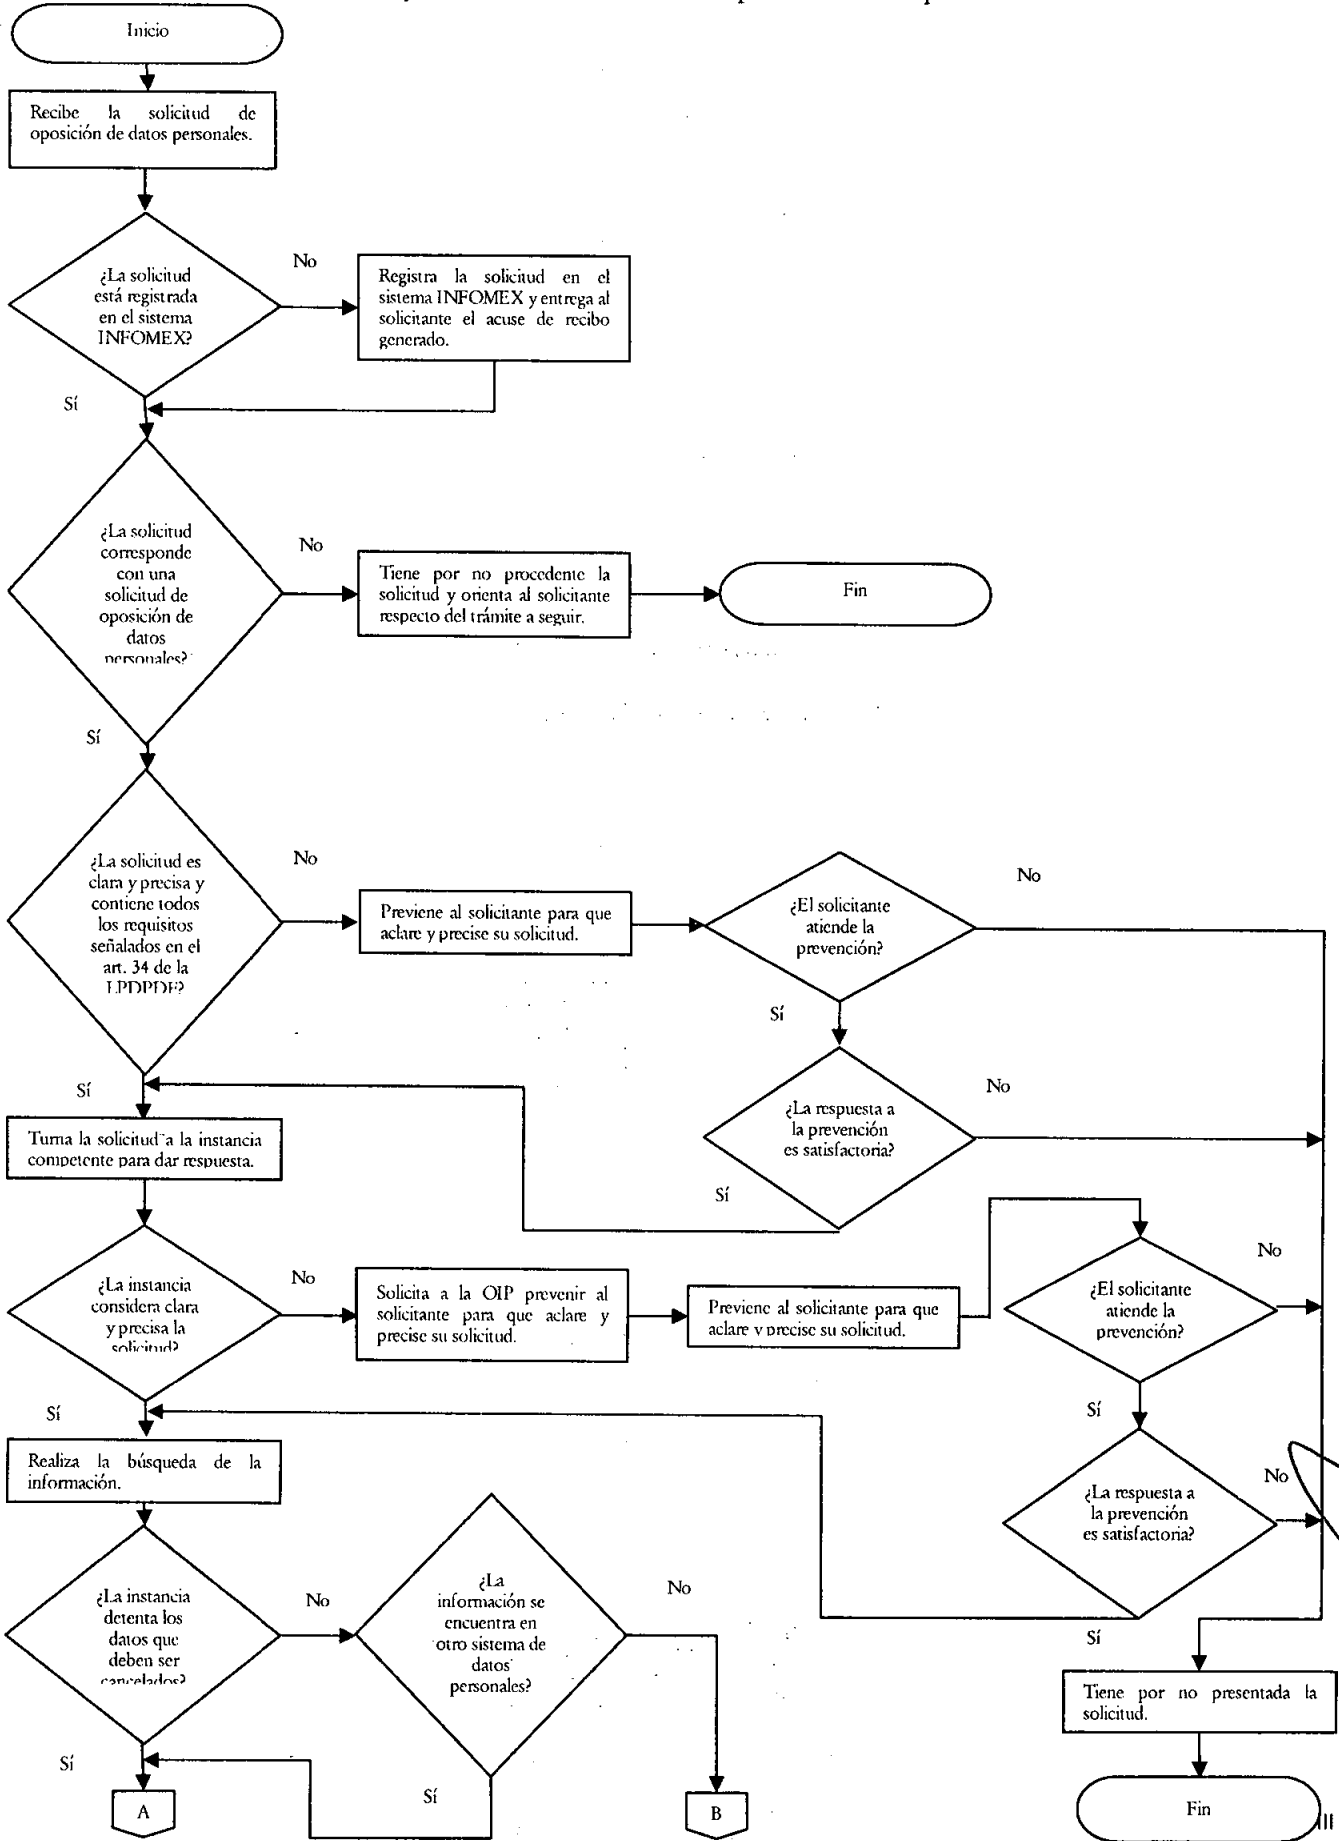 Inicio
Recibe la solicitud de
oposición de datos personales.
¿La solicitud
está registrada
en el sistema
INFOMEX?
No
Registra la solicitud en el
sistema INFOMEX y entrega al
solicitante el acuse de recibo
generado.
Sí
¿La solicitud
corresponde
con una
solicitud de
oposición de
datos
personales?
No
Tiene por no procedente la
solicitud y orienta al solicitante
respecto del trámite a seguir.
Fin
Sí
¿La solicitud es
clara y precisa y
contiene todos
los requisitos
señalados en el
art. 34 de la
LPDPDF?
No
Previene al solicitante para que
aclare y precise su solicitud.
¿El solicitante
atiende la
prevención?
No
Sí
¿La respuesta a
la prevención
es satisfactoria?
No
Sí
Sí
Turna la solicitud a la instancia
competente para dar respuesta.
¿La instancia
considera clara
y precisa la
solicitud?
No
Solicita a la OIP prevenir al
solicitante para que aclare y
precise su solicitud.
Previene al solicitante para que
aclare y precise su solicitud.
¿El solicitante
atiende la
prevención?
No
Sí
¿La respuesta a
la prevención
es satisfactoria?
No
Sí
Sí
Realiza la búsqueda de la
información.
¿La instancia
detenta los
datos que
deben ser
cancelados?
No
¿La
información se
encuentra en
otro sistema de
datos
personales?
No
Sí
Sí
A
B
Tiene por no presentada la
solicitud.
Fin